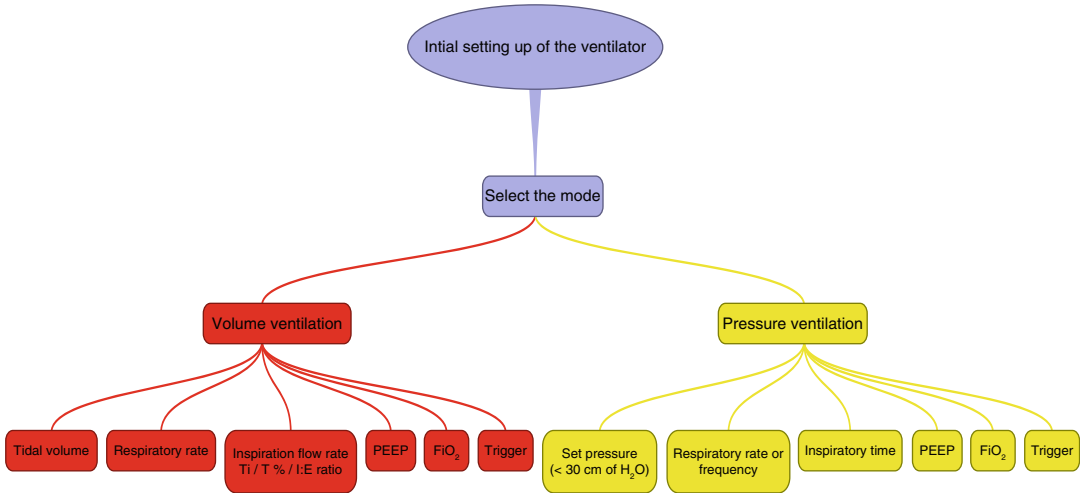 Intial setting up of the ventilator
Select the mode
Volume ventilation
Pressure ventilation
Tidal volume
Respiratory rate
Inspiration flow rate
Ti / T % / I:E ratio
PEEP
FiO₂
Trigger
Set pressure
(< 30 cm of H₂O)
Respiratory rate or
frequency
Inspiratory time
PEEP
FiO₂
Trigger